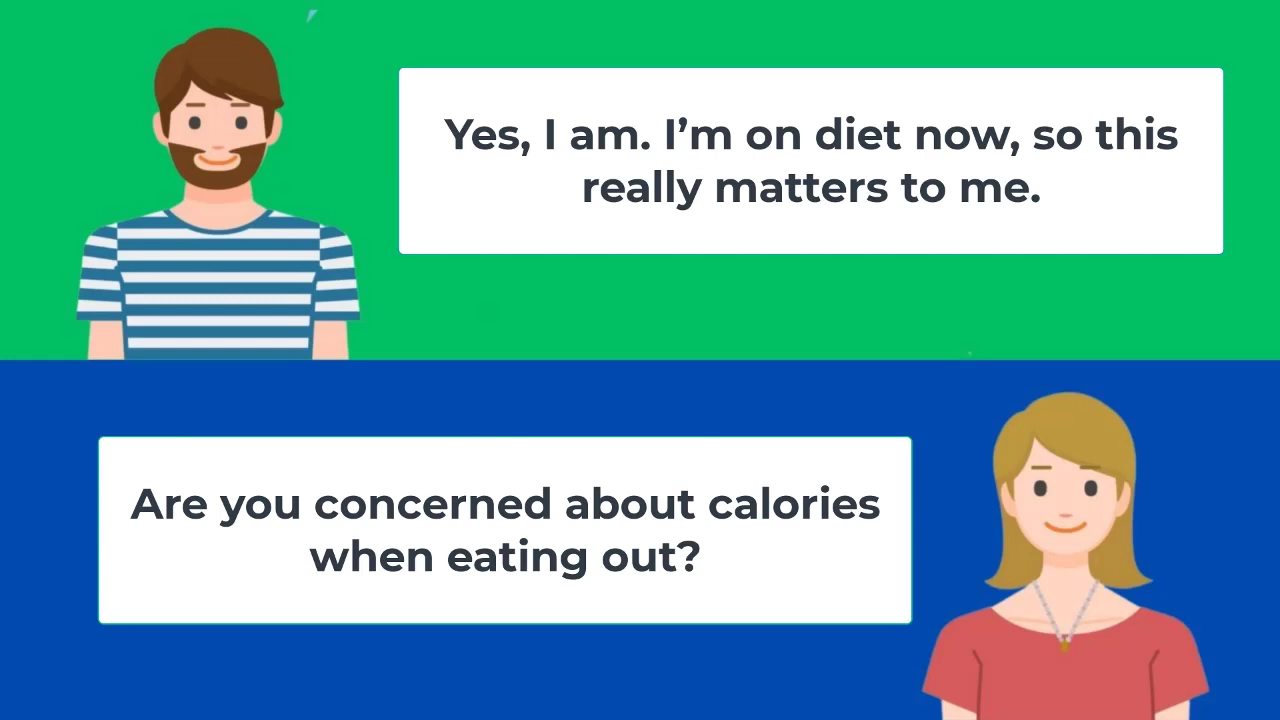 Yes, I am. I’m on diet now, so this
really matters to me.
Are you concerned about calories
when eating out?